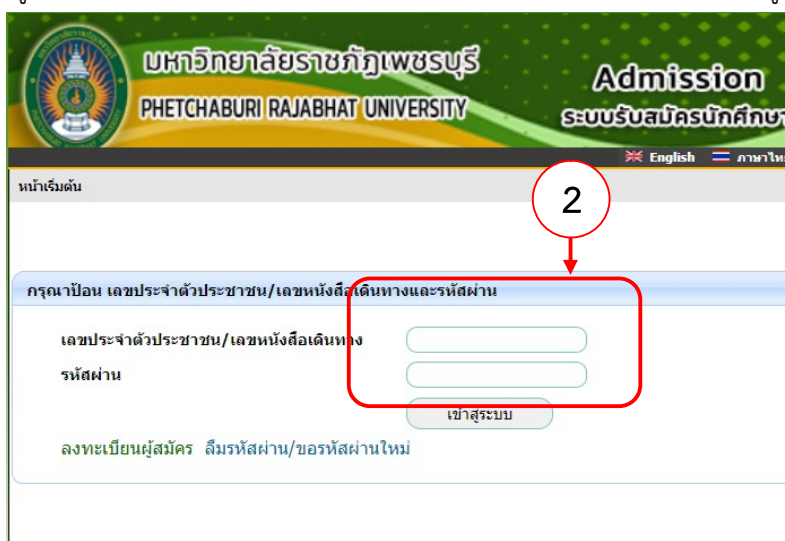 มหาวิทยาลัยราชภัฏเพชรบุรี
PHETCHABURI RAJABHAT UNIVERSITY
Admission
ระบบรับสมัครนักศึกษา
English ภาษาไทย
หน้าเริ่มต้น
2
กรุณาป้อน เลขประจำตัวประชาชน/เลขหนังสือเดินทางและรหัสผ่าน
เลขประจำตัวประชาชน/เลขหนังสือเดินทาง
รหัสผ่าน
เข้าสู่ระบบ
ลงทะเบียนผู้สมัคร ลืมรหัสผ่าน/ขอรหัสผ่านใหม่